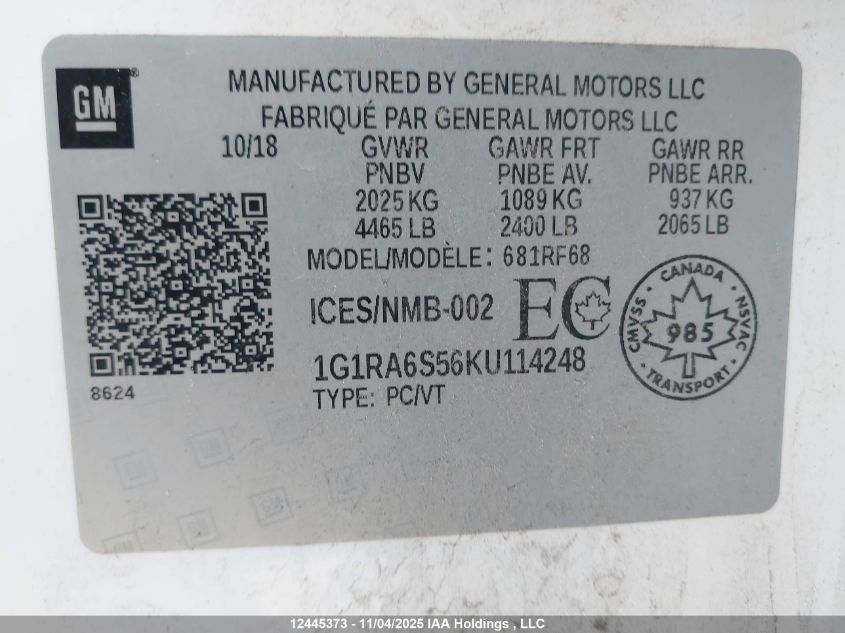 GM
MANUFACTURED BY GENERAL MOTORS LLC
FABRIQUÉ PAR GENERAL MOTORS LLC
10/18 GVWR GAWR FRT GAWR RR
PNBV PNBE AV. PNBE ARR.
2025 KG 1089 KG 937 KG
4465 LB 2400 LB 2065 LB
MODEL/MODÈLE: 681RF68
ICES/NMB-002 EC
CANADA
CMVSS 985 NSVAC
TRANSPORT
1G1RA6S56KU114248
8624 TYPE: PC/VT
12445373 - 11/04/2025 IAA Holdings , LLC